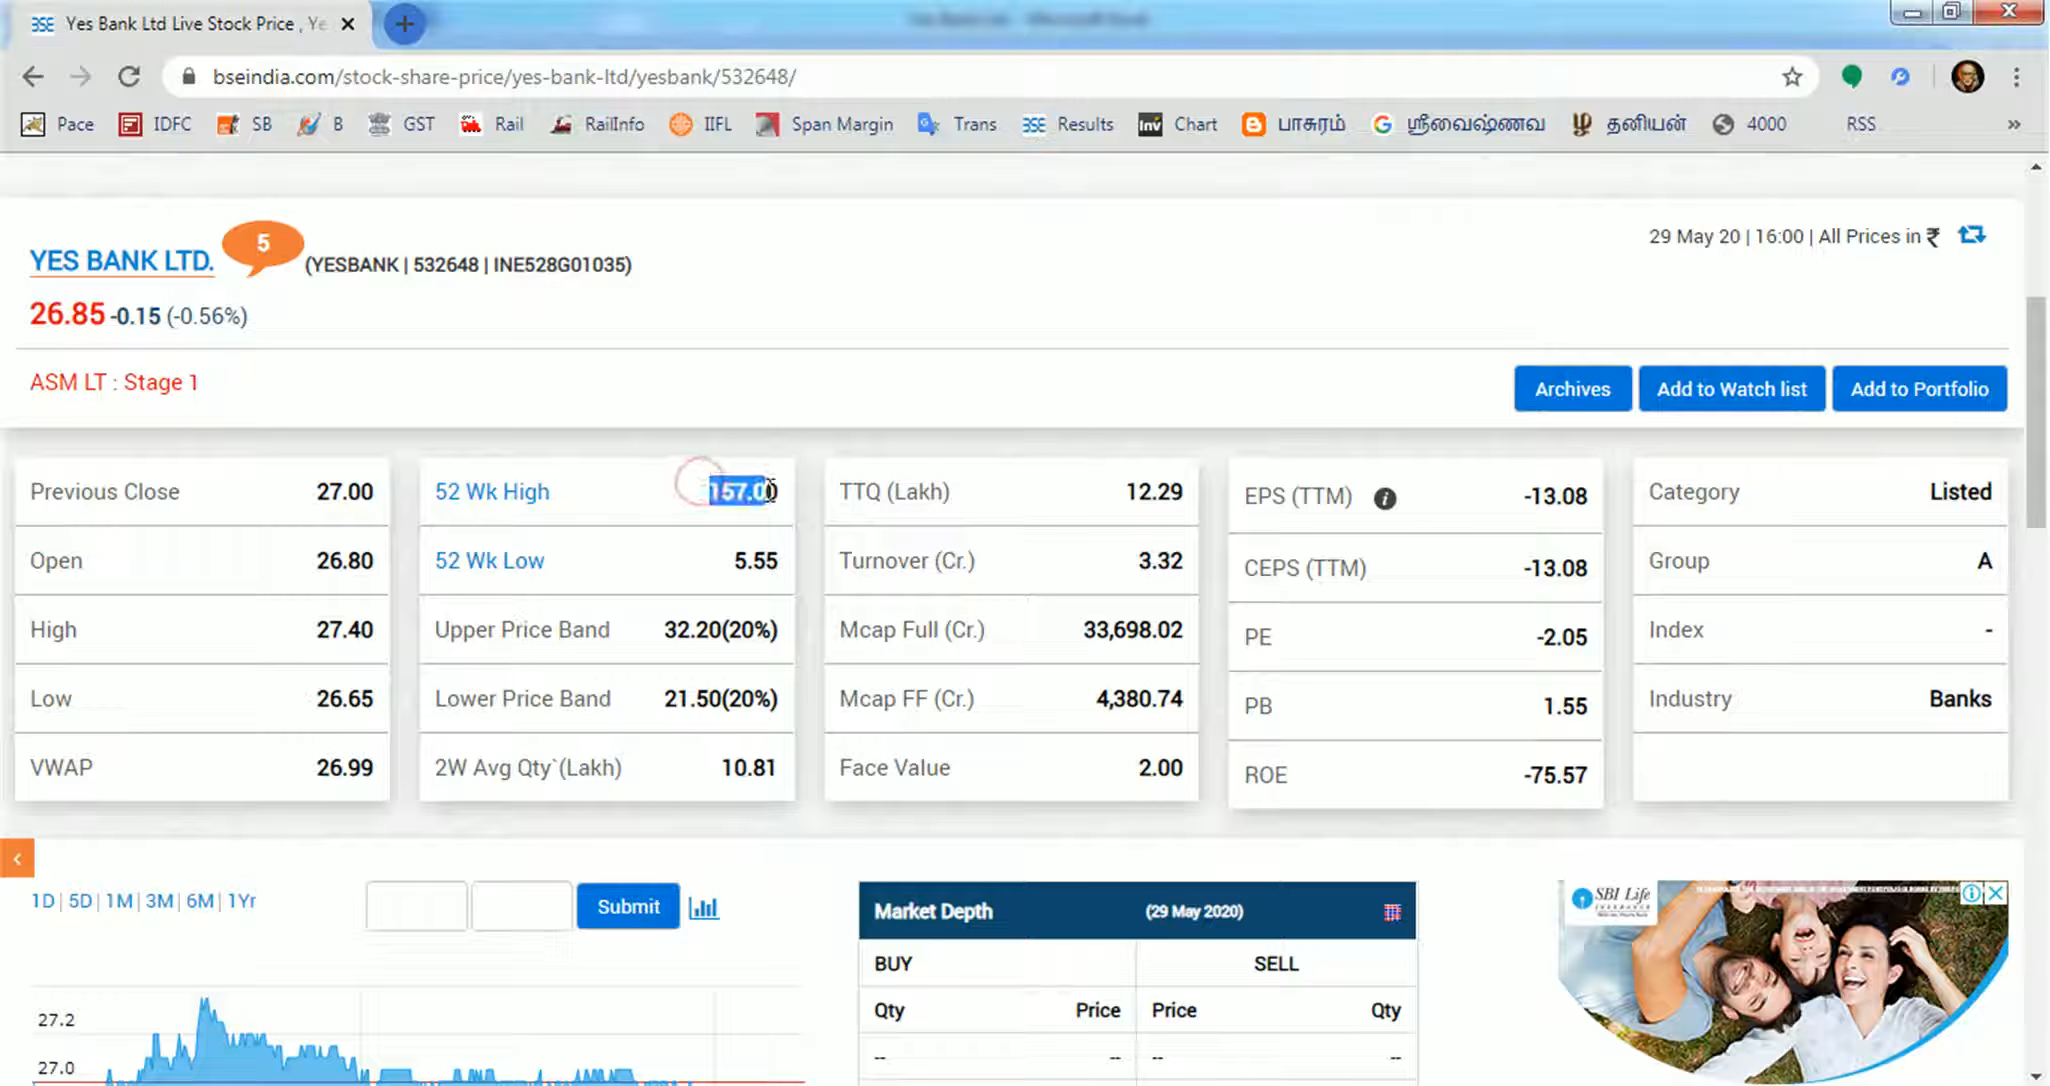 Yes Bank Ltd Live Stock Price , Ye
bseindia.com/stock-share-price/yes-bank-ltd/yesbank/532648/
Pace IDFC SB B GST Rail RailInfo IIFL Span Margin Trans Results Chart பாசுரம் ஸ்ரீவைஷ்ணவ தனியன் 4000 RSS »
YES BANK LTD. 5 (YESBANK | 532648 | INE528G01035)
29 May 20 | 16:00 | All Prices in ₹
26.85 -0.15 (-0.56%)
ASM LT : Stage 1
Archives Add to Watch list Add to Portfolio
Previous Close 27.00
Open 26.80
High 27.40
Low 26.65
VWAP 26.99
52 Wk High 157.00
52 Wk Low 5.55
Upper Price Band 32.20(20%)
Lower Price Band 21.50(20%)
2W Avg Qty`(Lakh) 10.81
TTQ (Lakh) 12.29
Turnover (Cr.) 3.32
Mcap Full (Cr.) 33,698.02
Mcap FF (Cr.) 4,380.74
Face Value 2.00
EPS (TTM) -13.08
CEPS (TTM) -13.08
PE -2.05
PB 1.55
ROE -75.57
Category Listed
Group A
Index -
Industry Banks
1D | 5D | 1M | 3M | 6M | 1Yr
Submit
27.2
27.0
Market Depth (29 May 2020)
BUY SELL
Qty Price Price Qty
-- -- -- --
SBI Life
INSURANCE